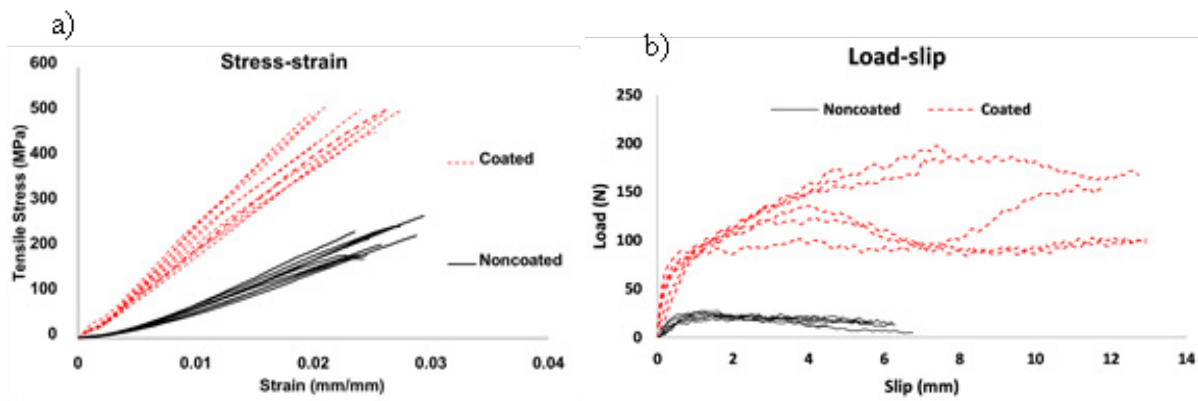 a)
Stress-strain
600
500
400
300
200
100
0
Tensile Stress (MPa)
Coated
Noncoated
0 0.01 0.02 0.03 0.04
Strain (mm/mm)
b)
Load-slip
250
200
150
100
50
0
Load (N)
Noncoated Coated
0 2 4 6 8 10 12 14
Slip (mm)